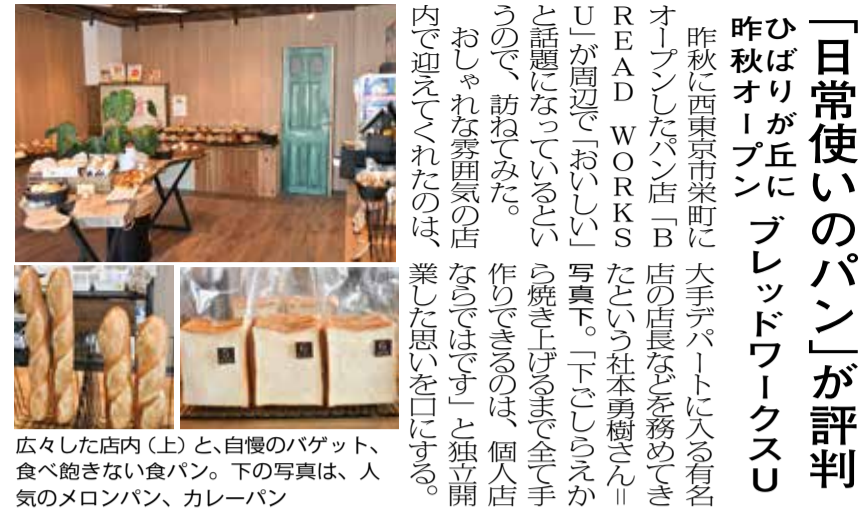 「日常使いのパン」が評判
ひばりが丘に
昨秋オープン
ブレッドワークスU
昨秋に西東京市栄町に
オープンしたパン店「B
READ WORKS
U」が周辺で「おいしい」
と話題になっているとい
うので、訪ねてみた。
おしゃれな雰囲気の店
内で迎えてくれたのは、
大手デパートに入る有名
店の店長などを務めてき
たという社本勇樹さん＝
写真下。「下ごしらえか
ら焼き上げるまで全て手
作りできるのは、個人店
ならではです」と独立開
業した思いを口にする。
広々した店内（上）と、自慢のバゲット、
食べ飽きない食パン。下の写真は、人
気のメロンパン、カレーパン